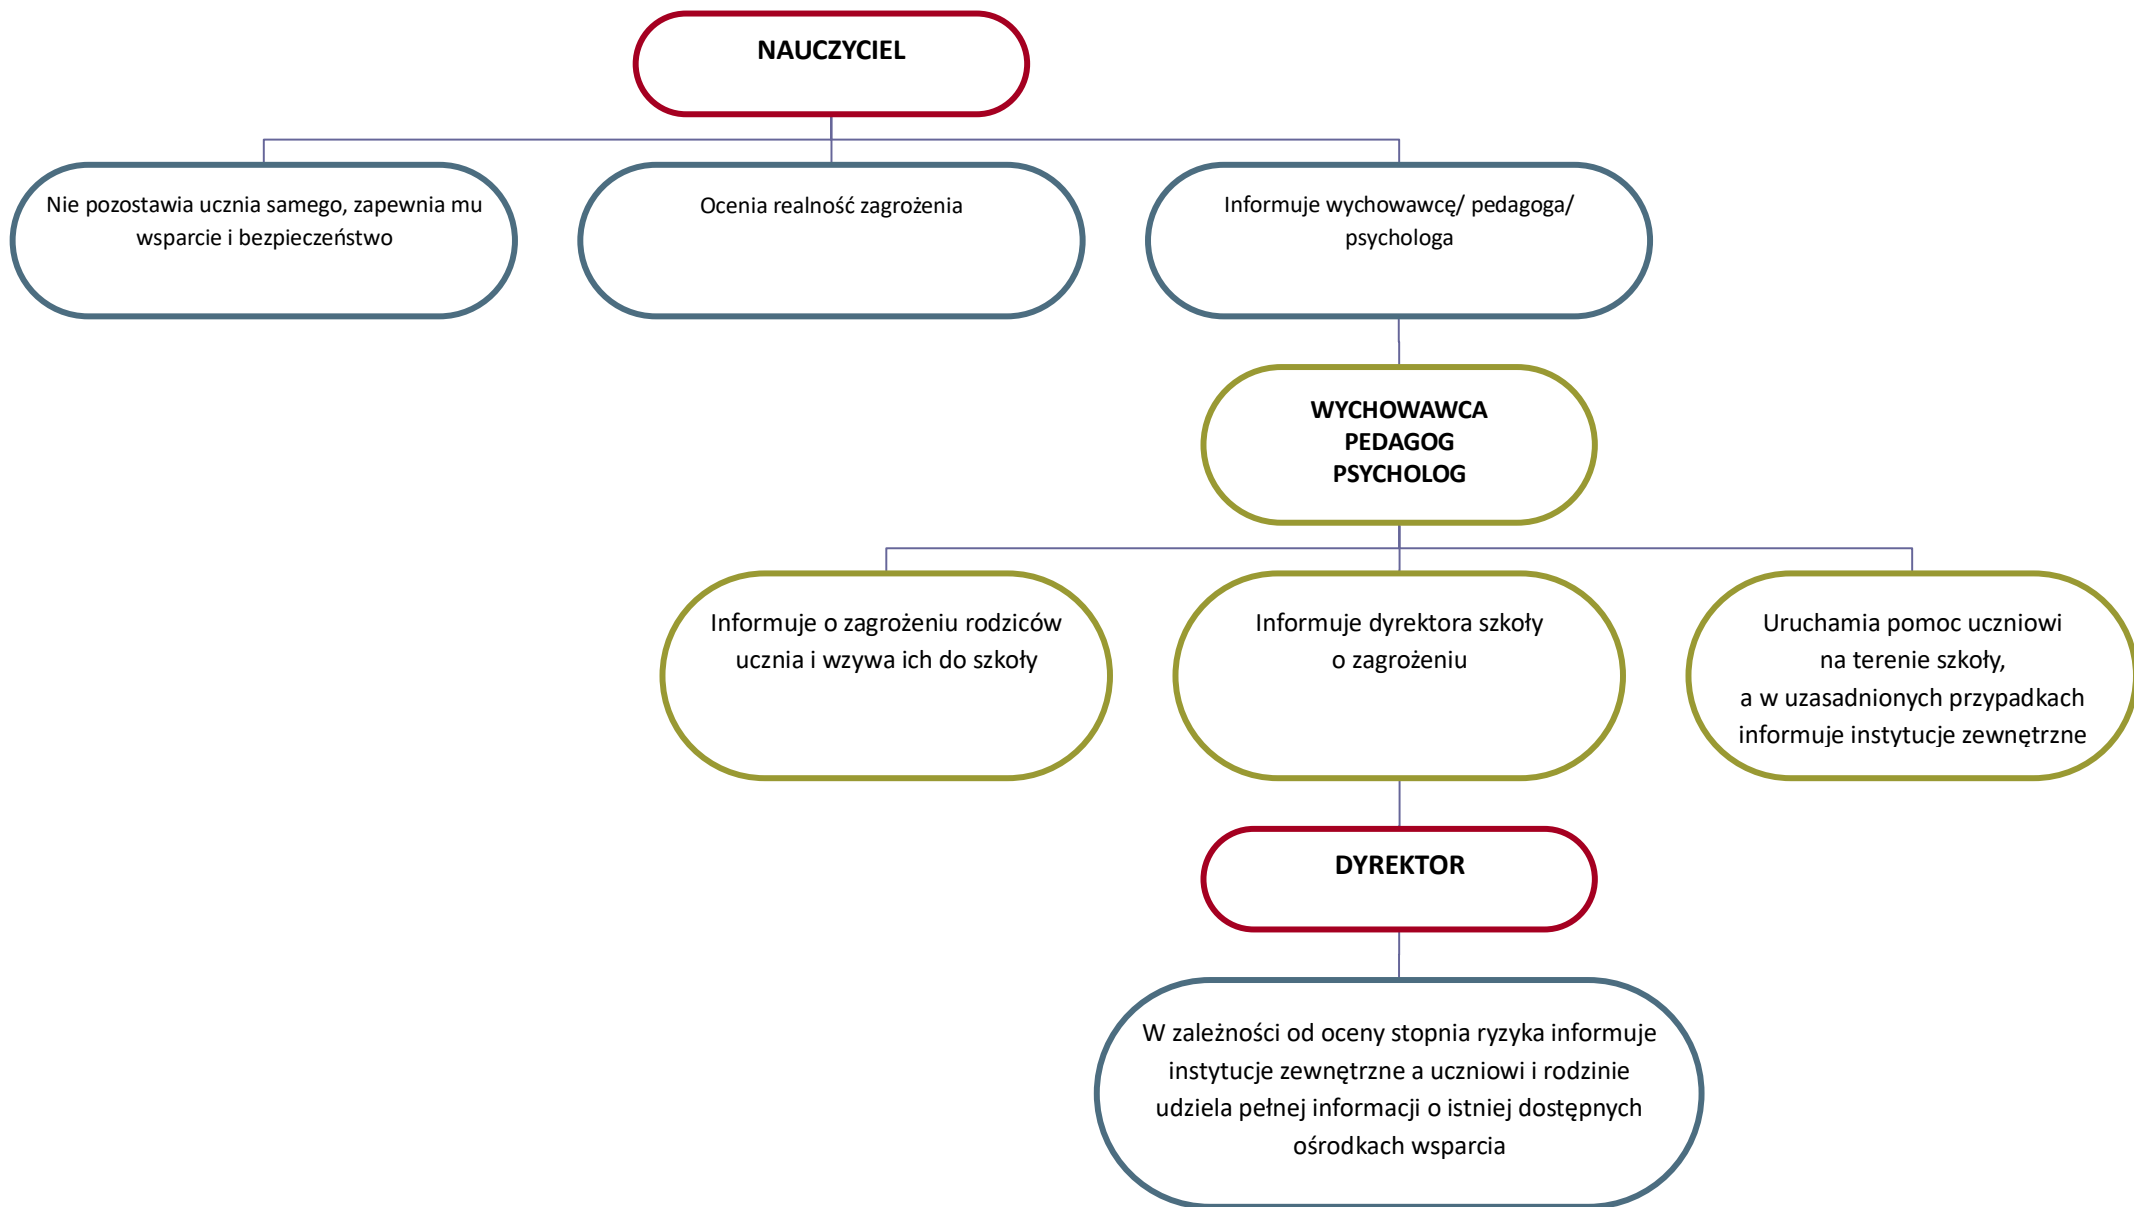 NAUCZYCIEL
Nie pozostawia ucznia samego, zapewnia mu
wsparcie i bezpieczeństwo
Ocenia realność zagrożenia
Informuje wychowawcę/ pedagoga/
psychologa
WYCHOWAWCA
PEDAGOG
PSYCHOLOG
Informuje o zagrożeniu rodziców
ucznia i wzywa ich do szkoły
Informuje dyrektora szkoły
o zagrożeniu
Uruchamia pomoc uczniowi
na terenie szkoły,
a w uzasadnionych przypadkach
informuje instytucje zewnętrzne
DYREKTOR
W zależności od oceny stopnia ryzyka informuje
instytucje zewnętrzne a uczniowi i rodzinie
udziela pełnej informacji o istniej dostępnych
ośrodkach wsparcia